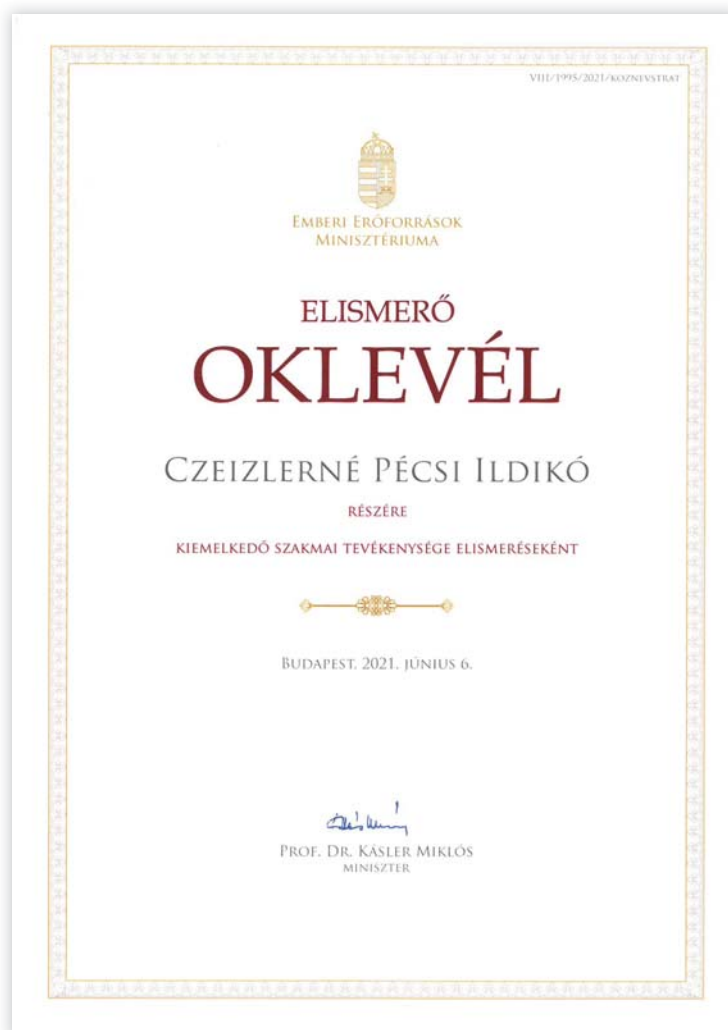 VIII/1995/2021/KOZNEVSTRAT
EMBERI ERŐFORRÁSOK
MINISZTÉRIUMA
ELISMERŐ
OKLEVÉL
CZEIZLERNÉ PÉCSI ILDIKÓ
RÉSZÉRE
KIEMELKEDŐ SZAKMAI TEVÉKENYSÉGE ELISMERÉSEKÉNT
BUDAPEST, 2021. JÚNIUS 6.
PROF. DR. KÁSLER MIKLÓS
MINISZTER